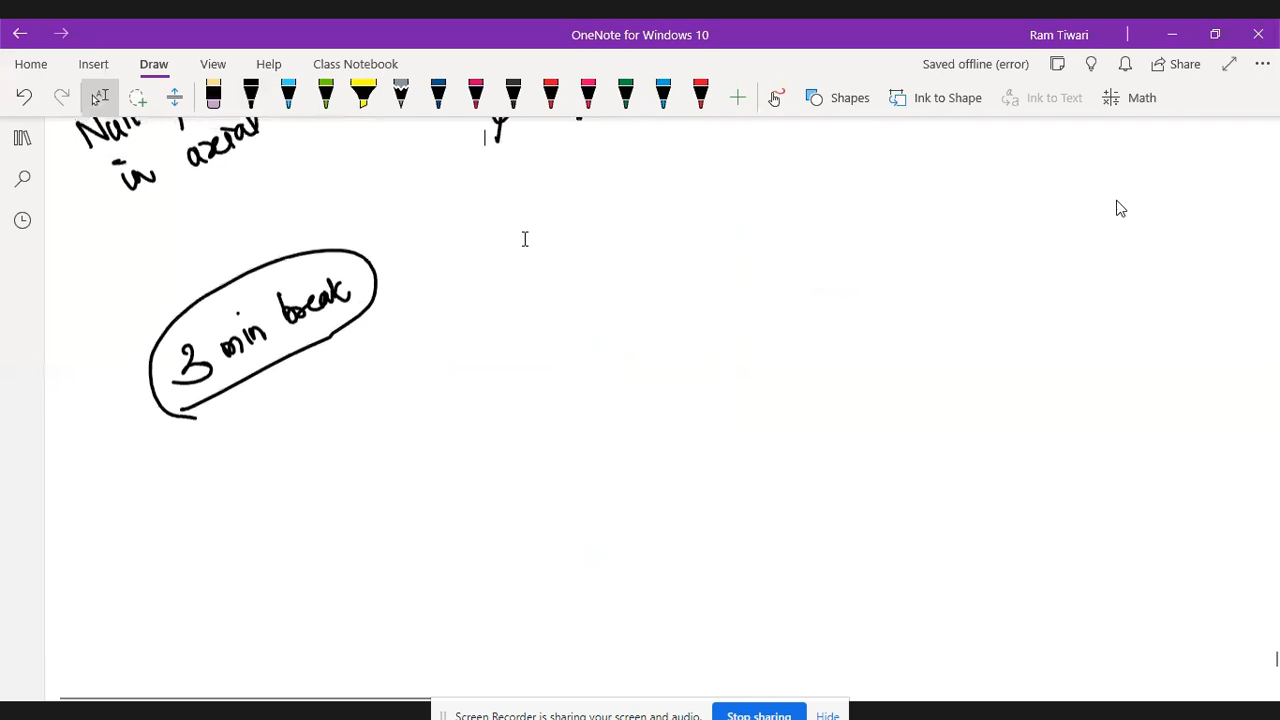 OneNote for Windows 10
Ram Tiwari
Home Insert Draw View Help Class Notebook
Saved offline (error)
Share
Shapes
Ink to Shape
Ink to Text
Math
in axial
3 min break
Screen Recorder is sharing your screen and audio.
Stop sharing
Hide